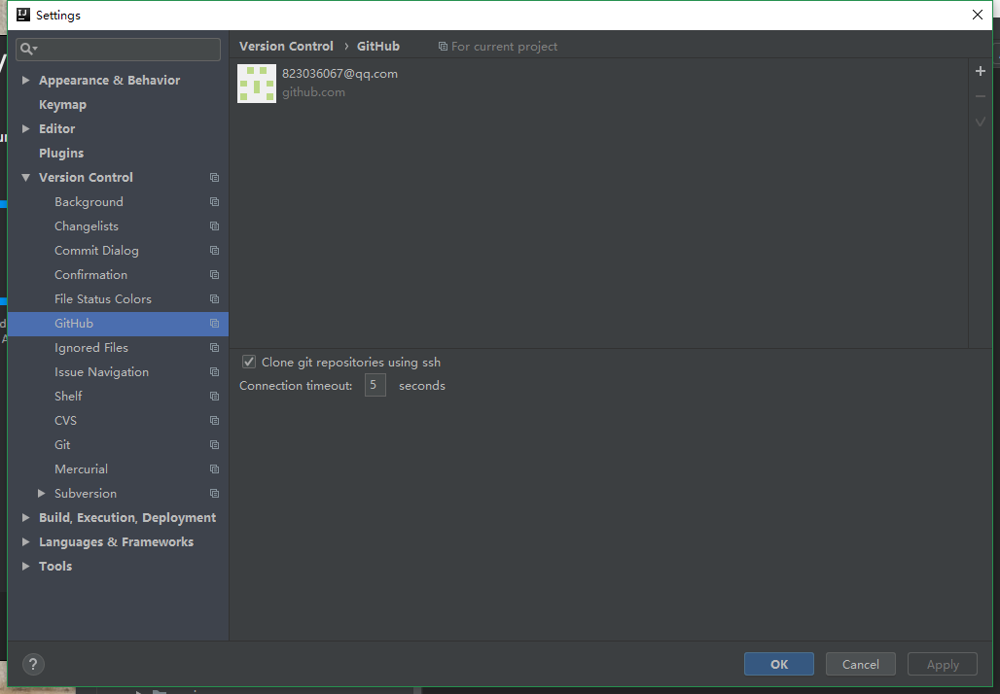 Settings
Appearance & Behavior
Keymap
Editor
Plugins
Version Control
Background
Changelists
Commit Dialog
Confirmation
File Status Colors
GitHub
Ignored Files
Issue Navigation
Shelf
CVS
Git
Mercurial
Subversion
Build, Execution, Deployment
Languages & Frameworks
Tools
Version Control › GitHub For current project
823036067@qq.com
github.com
Clone git repositories using ssh
Connection timeout: 5 seconds
?
OK Cancel Apply